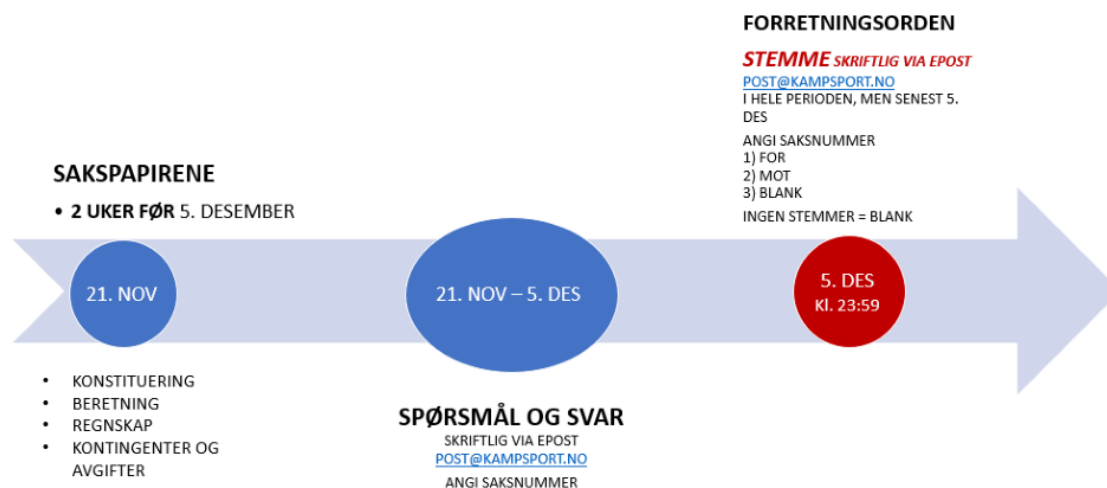 SAKSPAPIRENE
• 2 UKER FØR 5. DESEMBER
21. NOV
• KONSTITUERING
• BERETNING
• REGNSKAP
• KONTINGENTER OG
AVGIFTER
21. NOV – 5. DES
SPØRSMÅL OG SVAR
SKRIFTLIG VIA EPOST
POST@KAMPSPORT.NO
ANGI SAKSNUMMER
FORRETNINGSORDEN
STEMME SKRIFTLIG VIA EPOST
POST@KAMPSPORT.NO
I HELE PERIODEN, MEN SENEST 5.
DES
ANGI SAKSNUMMER
1) FOR
2) MOT
3) BLANK
INGEN STEMMER = BLANK
5. DES
Kl. 23:59